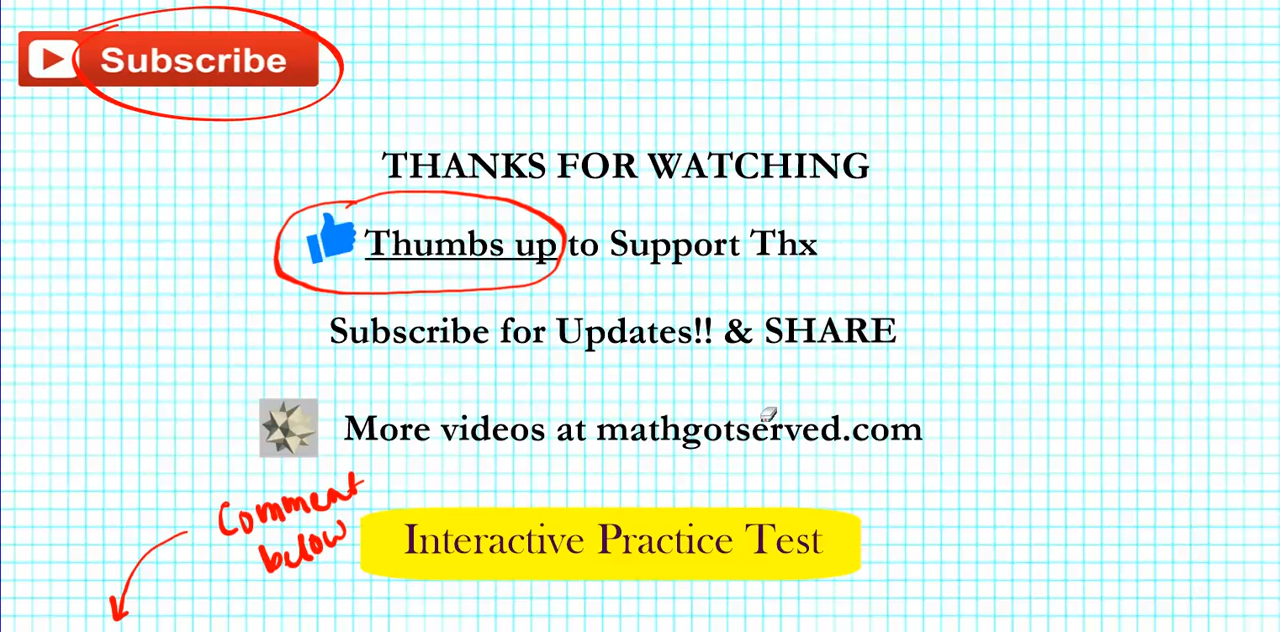 Subscribe
THANKS FOR WATCHING
Thumbs up to Support Thx
Subscribe for Updates!! & SHARE
More videos at mathgotserved.com
Comment
below
Interactive Practice Test